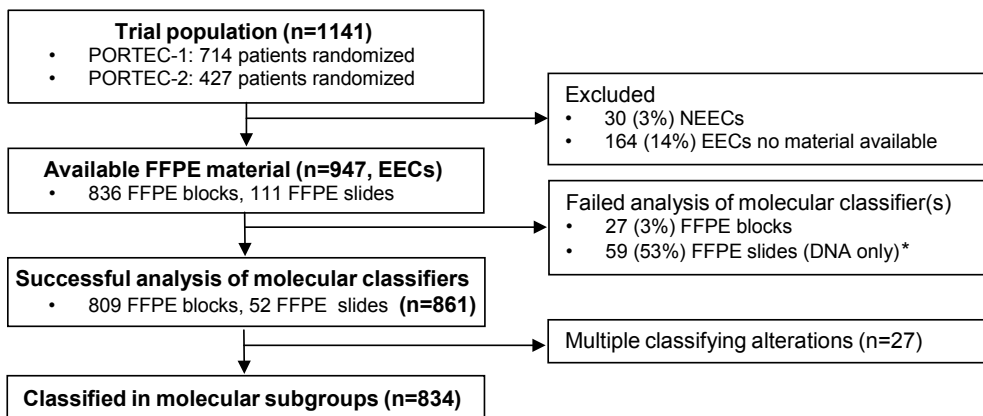 Trial population (n=1141)
• PORTEC-1: 714 patients randomized
• PORTEC-2: 427 patients randomized
Excluded
• 30 (3%) NEECs
• 164 (14%) EECs no material available
Available FFPE material (n=947, EECs)
• 836 FFPE blocks, 111 FFPE slides
Failed analysis of molecular classifier(s)
• 27 (3%) FFPE blocks
• 59 (53%) FFPE slides (DNA only)*
Successful analysis of molecular classifiers
• 809 FFPE blocks, 52 FFPE slides (n=861)
Multiple classifying alterations (n=27)
Classified in molecular subgroups (n=834)